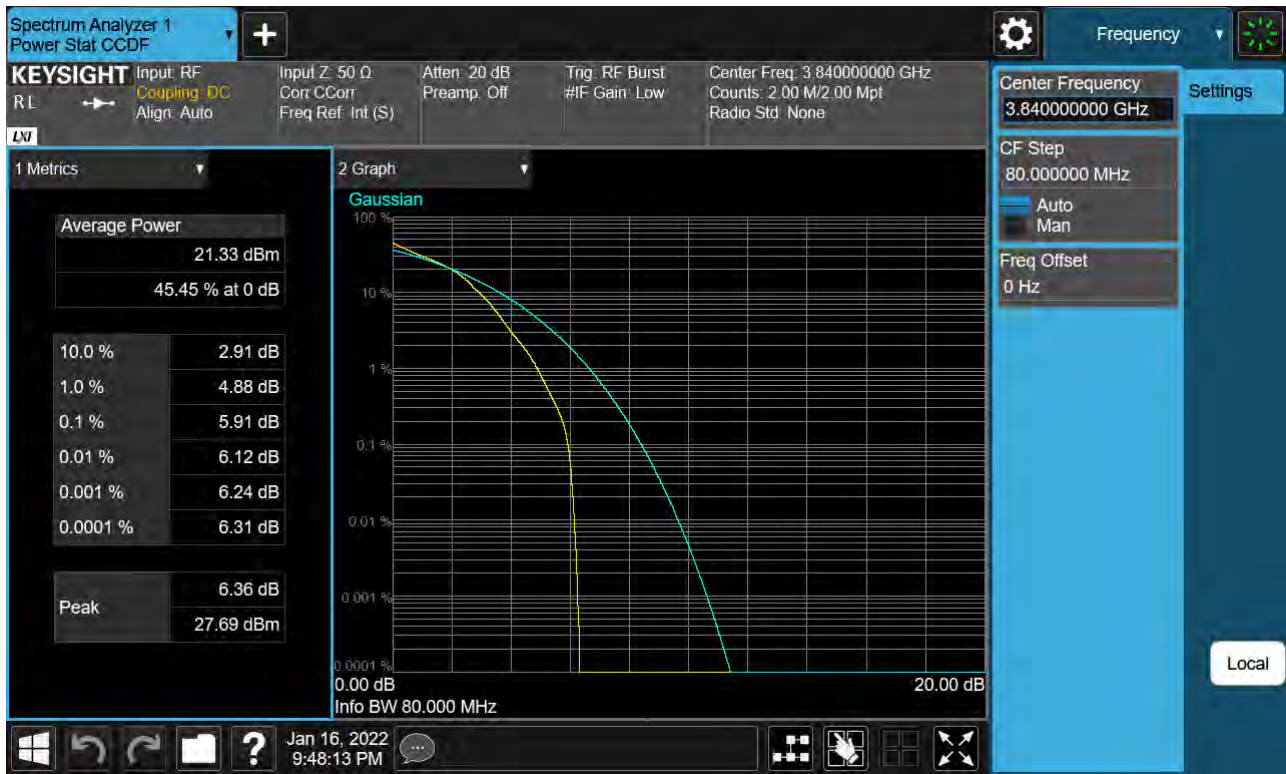 Spectrum Analyzer 1
Power Stat CCDF
Frequency
KEYSIGHT
RL
LXI
Input: RF
Coupling: DC
Align: Auto
Input Z: 50 Ω
Corr CCorr
Freq Ref: Int (S)
Atten: 20 dB
Preamp: Off
Trig: RF Burst
#IF Gain: Low
Center Freq: 3.840000000 GHz
Counts: 2.00 M/2.00 Mpt
Radio Std: None
Center Frequency
3.840000000 GHz
Settings
CF Step
80.000000 MHz
Auto
Man
Freq Offset
0 Hz
Local
1 Metrics
Average Power
21.33 dBm
45.45 % at 0 dB
10.0 % 2.91 dB
1.0 % 4.88 dB
0.1 % 5.91 dB
0.01 % 6.12 dB
0.001 % 6.24 dB
0.0001 % 6.31 dB
Peak
6.36 dB
27.69 dBm
2 Graph
Gaussian
100 %
10 %
1 %
0.1 %
0.01 %
0.001 %
0.0001 %
0.00 dB 20.00 dB
Info BW 80.000 MHz
?
Jan 16, 2022
9:48:13 PM